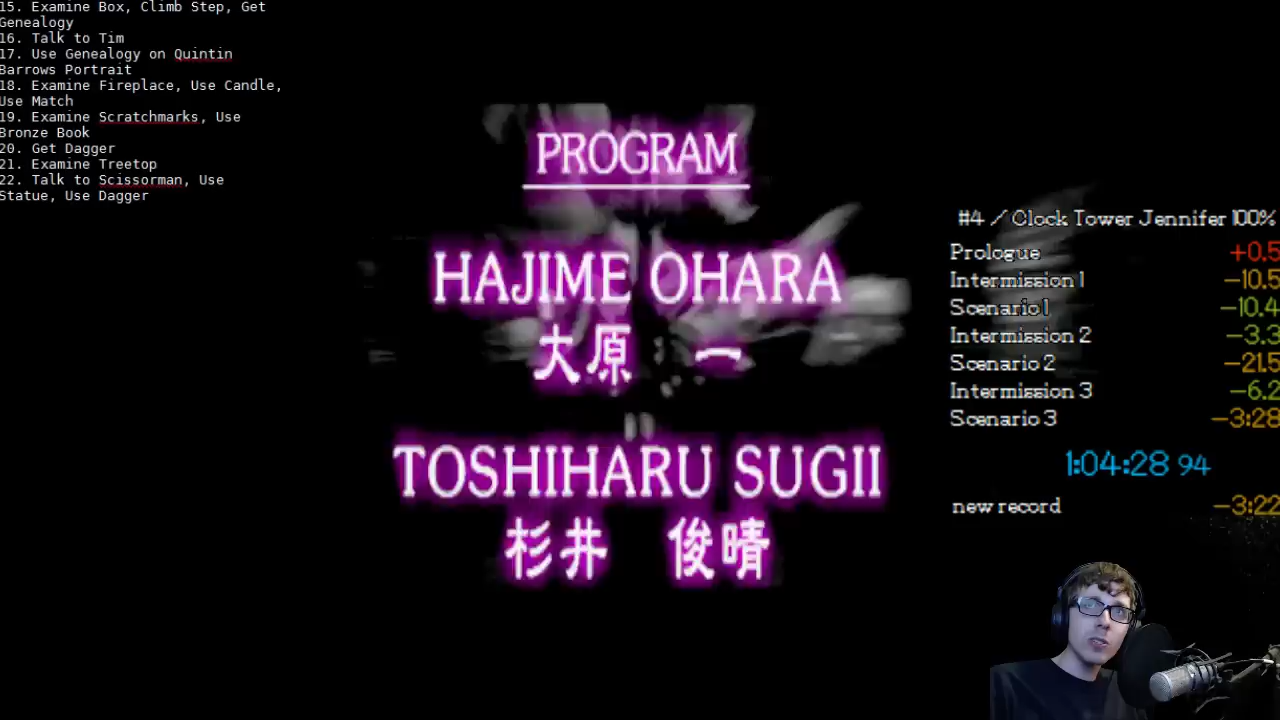 15. Examine Box, Climb Step, Get
Genealogy
16. Talk to Tim
17. Use Genealogy on Quintin
Barrows Portrait
18. Examine Fireplace, Use Candle,
Use Match
19. Examine Scratchmarks, Use
Bronze Book
20. Get Dagger
21. Examine Treetop
22. Talk to Scissorman, Use
Statue, Use Dagger
PROGRAM
HAJIME OHARA
大原 一
TOSHIHARU SUGII
杉井 俊晴
#4 / Clock Tower Jennifer 100%
Prologue +0.5
Intermission 1 -10.5
Scenario 1 -10.4
Intermission 2 -3.3
Scenario 2 -21.5
Intermission 3 -6.2
Scenario 3 -3:28
1:04:28 94
new record -3:22